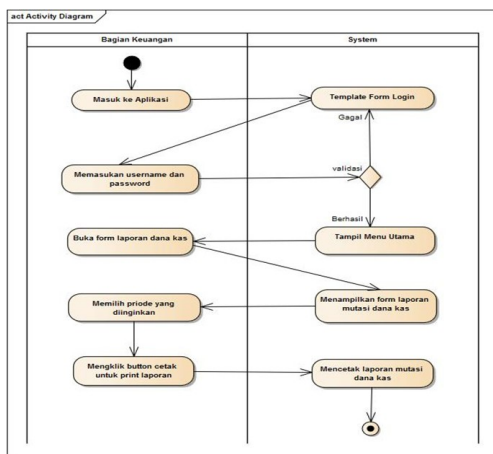 act Activity Diagram
Bagian Keuangan
System
Masuk ke Aplikasi
Template Form Login
Gagal
Memasukan username dan
password
validasi
Berhasil
Buka form laporan dana kas
Tampil Menu Utama
Memilih priode yang
diinginkan
Menampilkan form laporan
mutasi dana kas
Mengklik button cetak
untuk print laporan
Mencetak laporan mutasi
dana kas